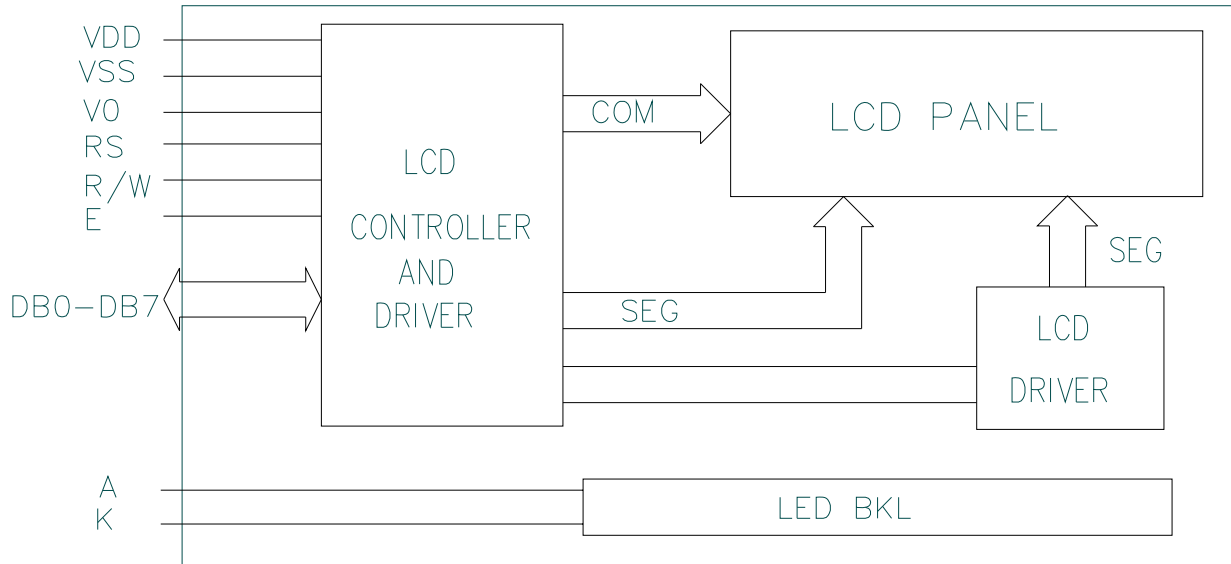 VDD
VSS
V0
RS
R/W
E
DB0-DB7
A
K
LCD
CONTROLLER
AND
DRIVER
COM
SEG
LCD PANEL
SEG
LCD
DRIVER
LED BKL